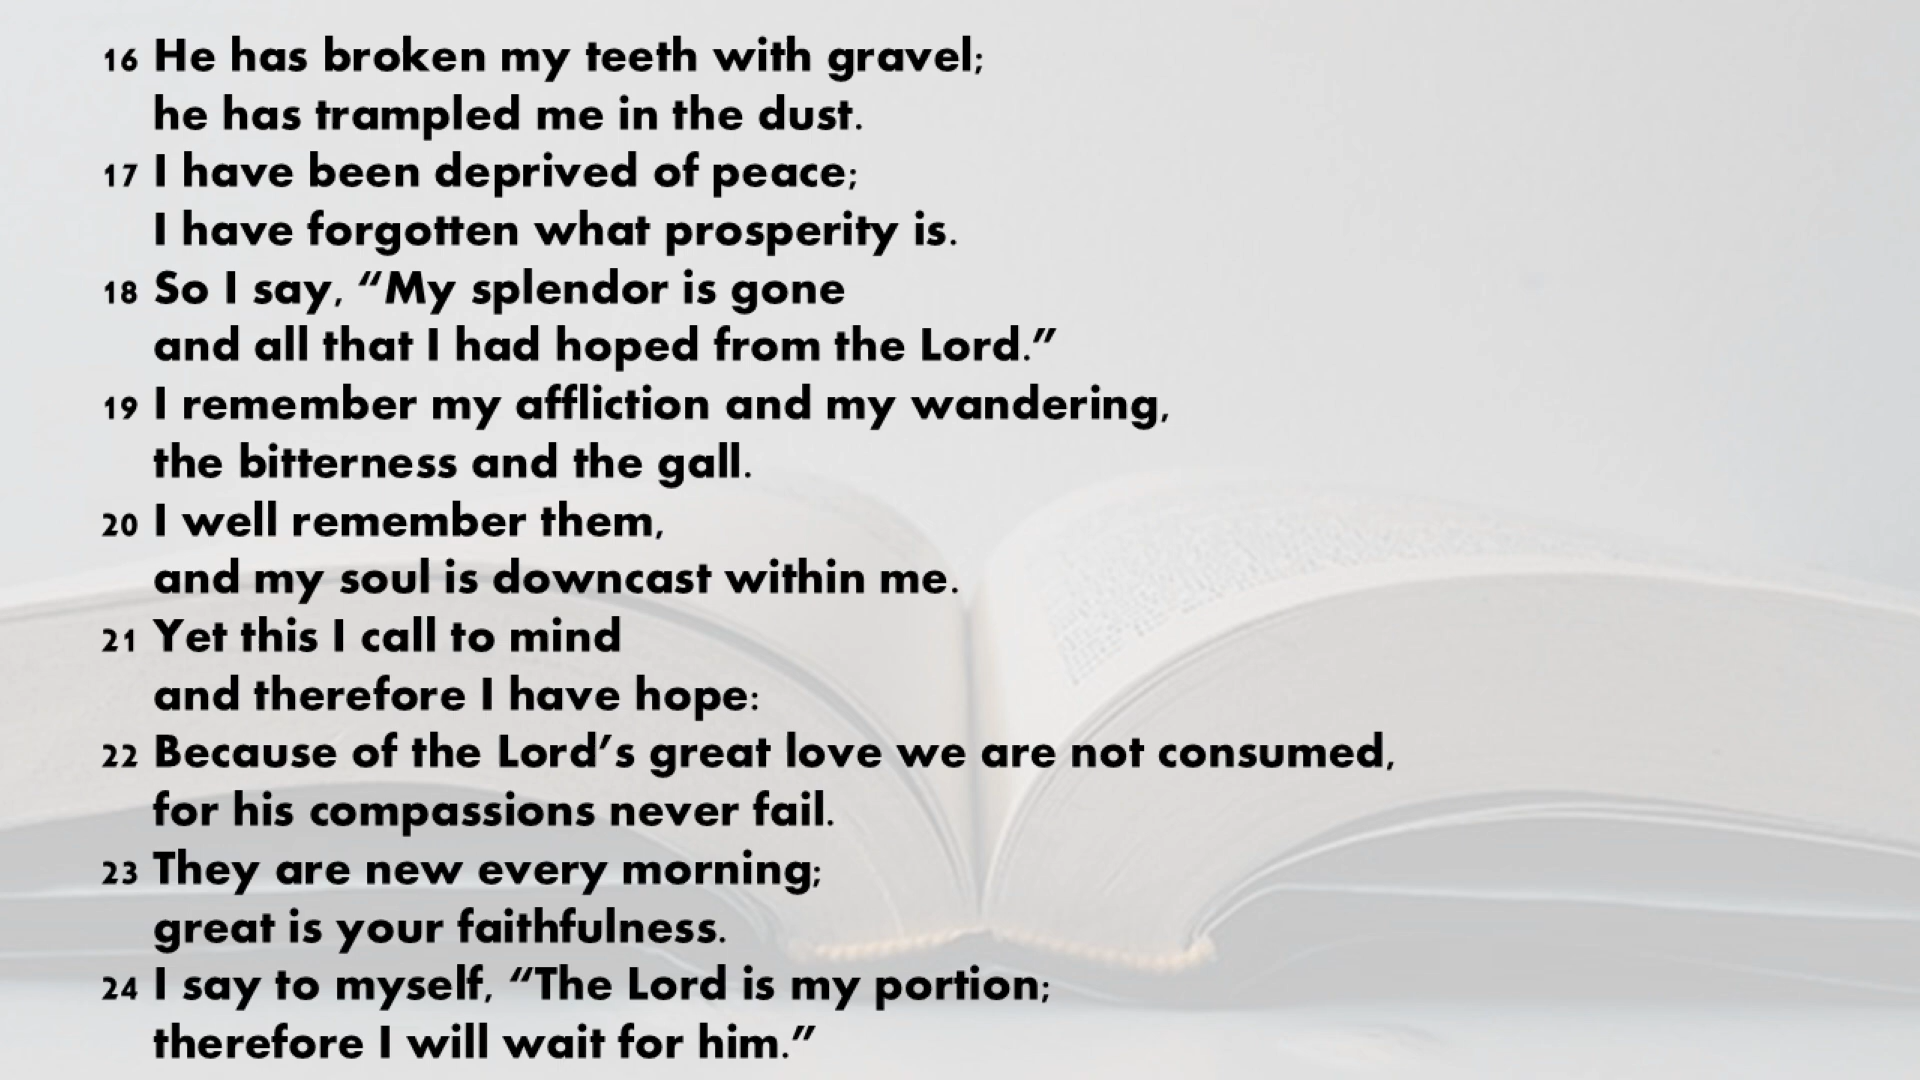 16 He has broken my teeth with gravel;
he has trampled me in the dust.
17 I have been deprived of peace;
I have forgotten what prosperity is.
18 So I say, “My splendor is gone
and all that I had hoped from the Lord.”
19 I remember my affliction and my wandering,
the bitterness and the gall.
20 I well remember them,
and my soul is downcast within me.
21 Yet this I call to mind
and therefore I have hope:
22 Because of the Lord’s great love we are not consumed,
for his compassions never fail.
23 They are new every morning;
great is your faithfulness.
24 I say to myself, “The Lord is my portion;
therefore I will wait for him.”